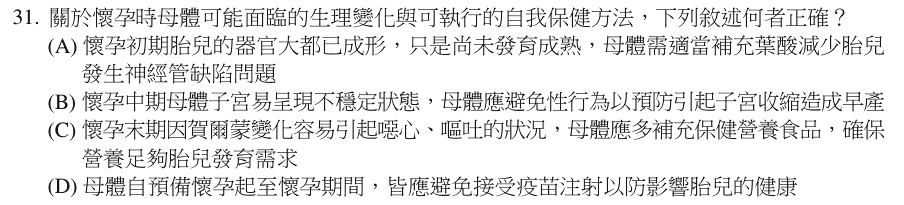 31. 關於懷孕時母體可能面臨的生理變化與可執行的自我保健方法，下列敘述何者正確？
(A) 懷孕初期胎兒的器官大都已成形，只是尚未發育成熟，母體需適當補充葉酸減少胎兒
發生神經管缺陷問題
(B) 懷孕中期母體子宮易呈現不穩定狀態，母體應避免性行為以預防引起子宮收縮造成早產
(C) 懷孕末期因賀爾蒙變化容易引起噁心、嘔吐的狀況，母體應多補充保健營養食品，確保
營養足夠胎兒發育需求
(D) 母體自預備懷孕起至懷孕期間，皆應避免接受疫苗注射以防影響胎兒的健康